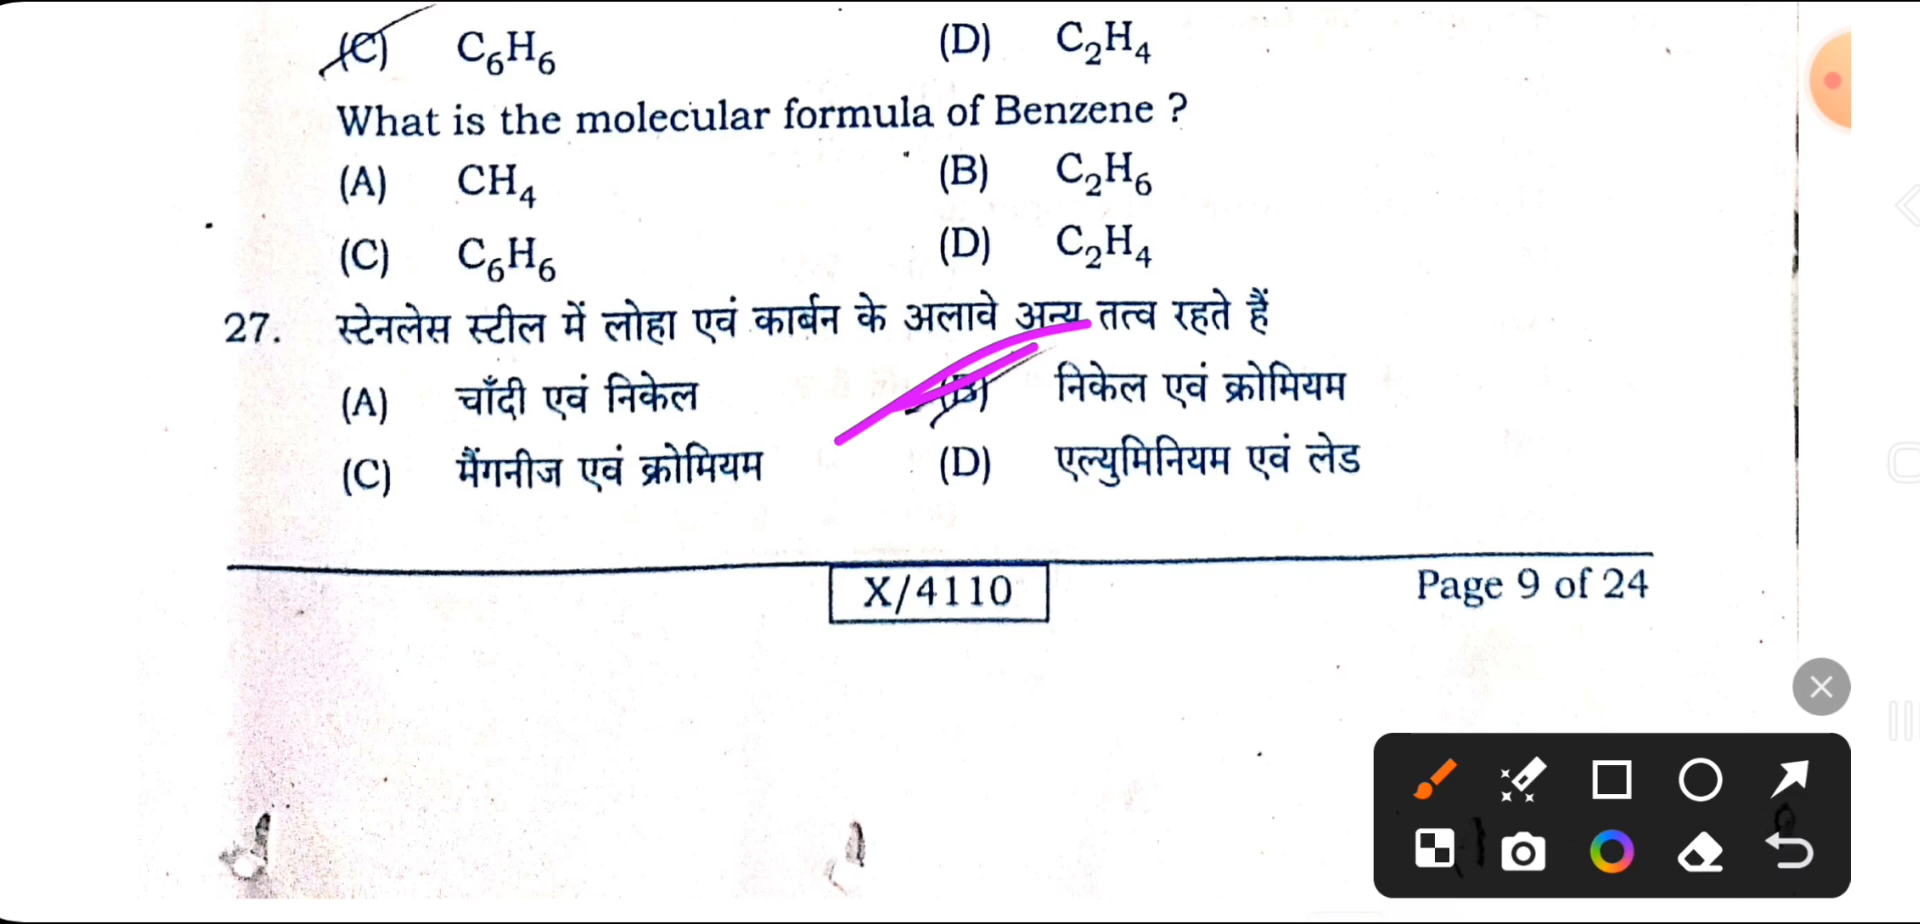 (C) C₆H₆ (D) C₂H₄
What is the molecular formula of Benzene ?
(A) CH₄ (B) C₂H₆
(C) C₆H₆ (D) C₂H₄
27. स्टेनलेस स्टील में लोहा एवं कार्बन के अलावे अन्य तत्व रहते हैं
(A) चाँदी एवं निकेल (B) निकेल एवं क्रोमियम
(C) मैंगनीज एवं क्रोमियम (D) एल्युमिनियम एवं लेड
X/4110 Page 9 of 24